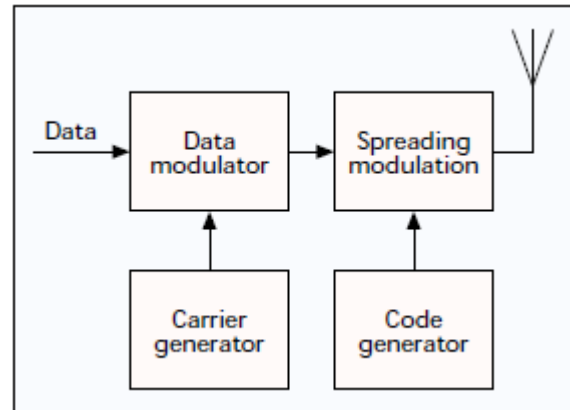 Data
Data
modulator
Spreading
modulation
Carrier
generator
Code
generator